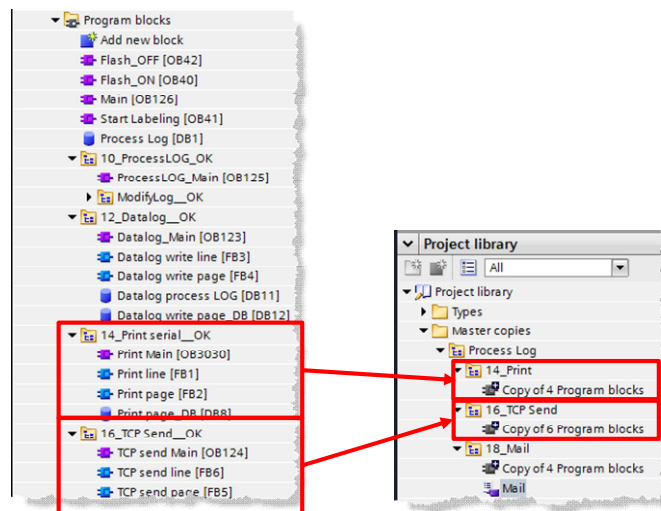 Program blocks
Add new block
Flash_OFF [OB42]
Flash_ON [OB40]
Main [OB126]
Start Labeling [OB41]
Process Log [DB1]
10_ProcessLOG_OK
ProcessLOG_Main [OB125]
ModifyLog__OK
12_Datalog__OK
Datalog_Main [OB123]
Datalog write line [FB3]
Datalog write page [FB4]
Datalog process LOG [DB11]
Datalog write page_DB [DB12]
14_Print serial__OK
Print Main [OB3030]
Print line [FB1]
Print page [FB2]
Print page_DB [DB8]
16_TCP Send__OK
TCP send Main [OB124]
TCP send line [FB6]
TCP send page [FB5]
Project library
All
Project library
Types
Master copies
Process Log
14_Print
Copy of 4 Program blocks
16_TCP Send
Copy of 6 Program blocks
18_Mail
Copy of 4 Program blocks
Mail